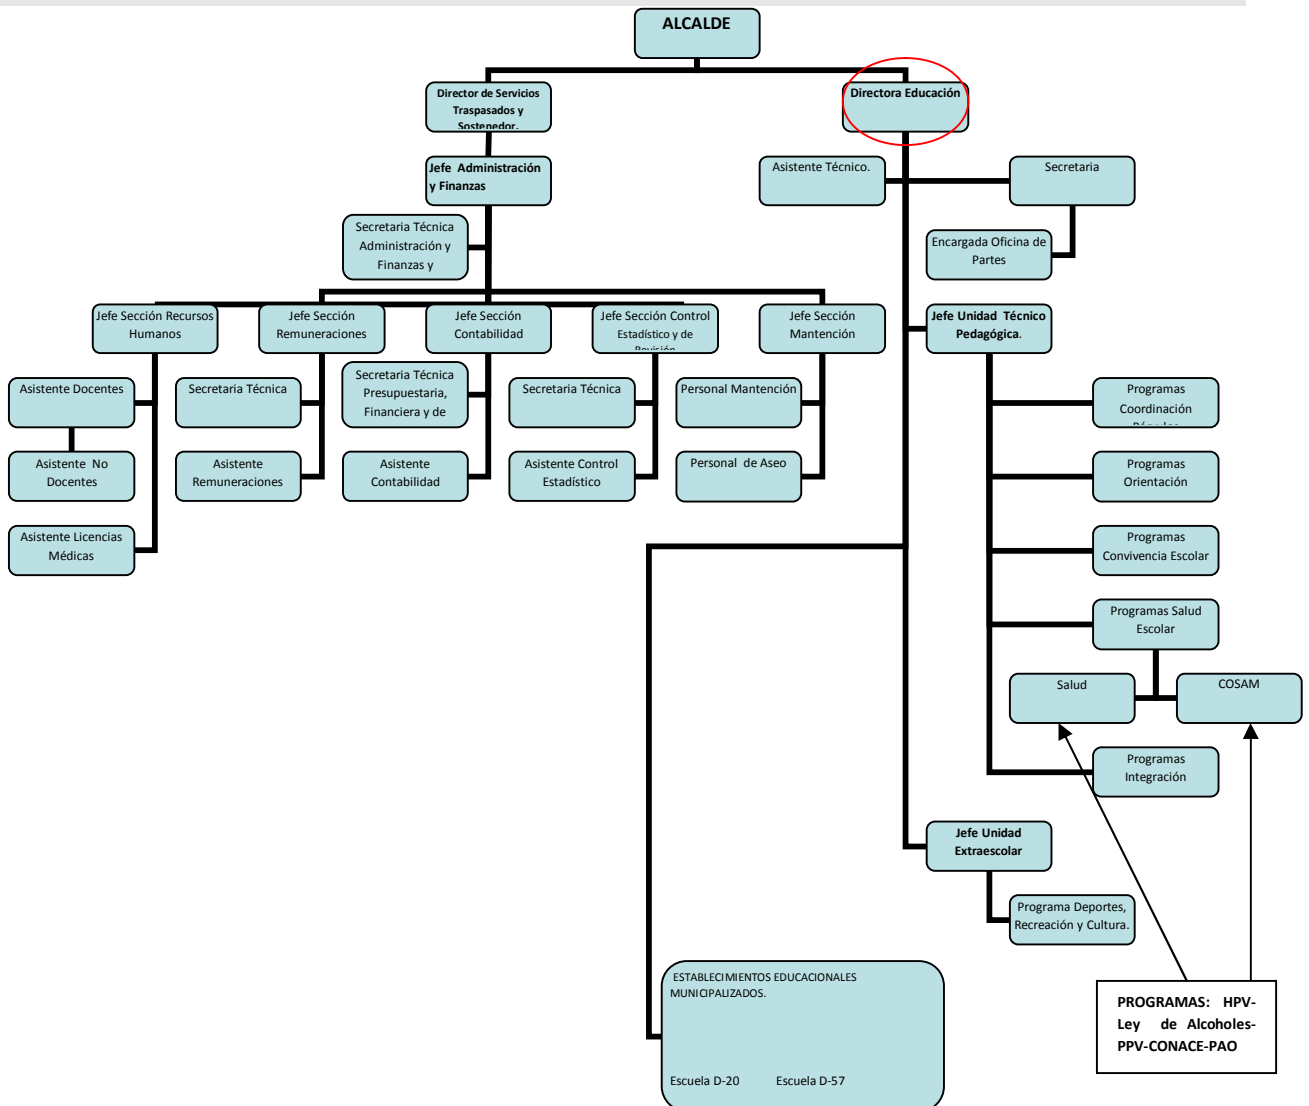 ALCALDE
Director de Servicios
Traspasados y
Sostenedor.
Directora Educación
Jefe Administración
y Finanzas
Asistente Técnico.
Secretaria
Secretaria Técnica
Administración y
Finanzas y
Encargada Oficina de
Partes
Jefe Sección Recursos
Humanos
Jefe Sección
Remuneraciones
Jefe Sección
Contabilidad
Jefe Sección Control
Estadístico y de
Revisión
Jefe Sección
Mantención
Jefe Unidad Técnico
Pedagógica.
Asistente Docentes
Secretaria Técnica
Secretaria Técnica
Presupuestaria,
Financiera y de
Secretaria Técnica
Personal Mantención
Programas
Coordinación
Asistente No
Docentes
Asistente
Remuneraciones
Asistente
Contabilidad
Asistente Control
Estadístico
Personal de Aseo
Programas
Orientación
Asistente Licencias
Médicas
Programas
Convivencia Escolar
Programas Salud
Escolar
Salud
COSAM
Programas
Integración
Jefe Unidad
Extraescolar
Programa Deportes,
Recreación y Cultura.
ESTABLECIMIENTOS EDUCACIONALES
MUNICIPALIZADOS.
Escuela D-20 Escuela D-57
PROGRAMAS: HPV-
Ley de Alcoholes-
PPV-CONACE-PAO